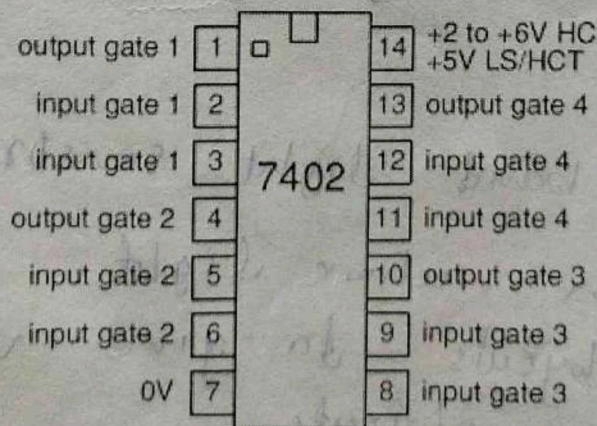 output gate 1 1
input gate 1 2
input gate 1 3
output gate 2 4
input gate 2 5
input gate 2 6
0V 7
7402
14 +2 to +6V HC
+5V LS/HCT
13 output gate 4
12 input gate 4
11 input gate 4
10 output gate 3
9 input gate 3
8 input gate 3